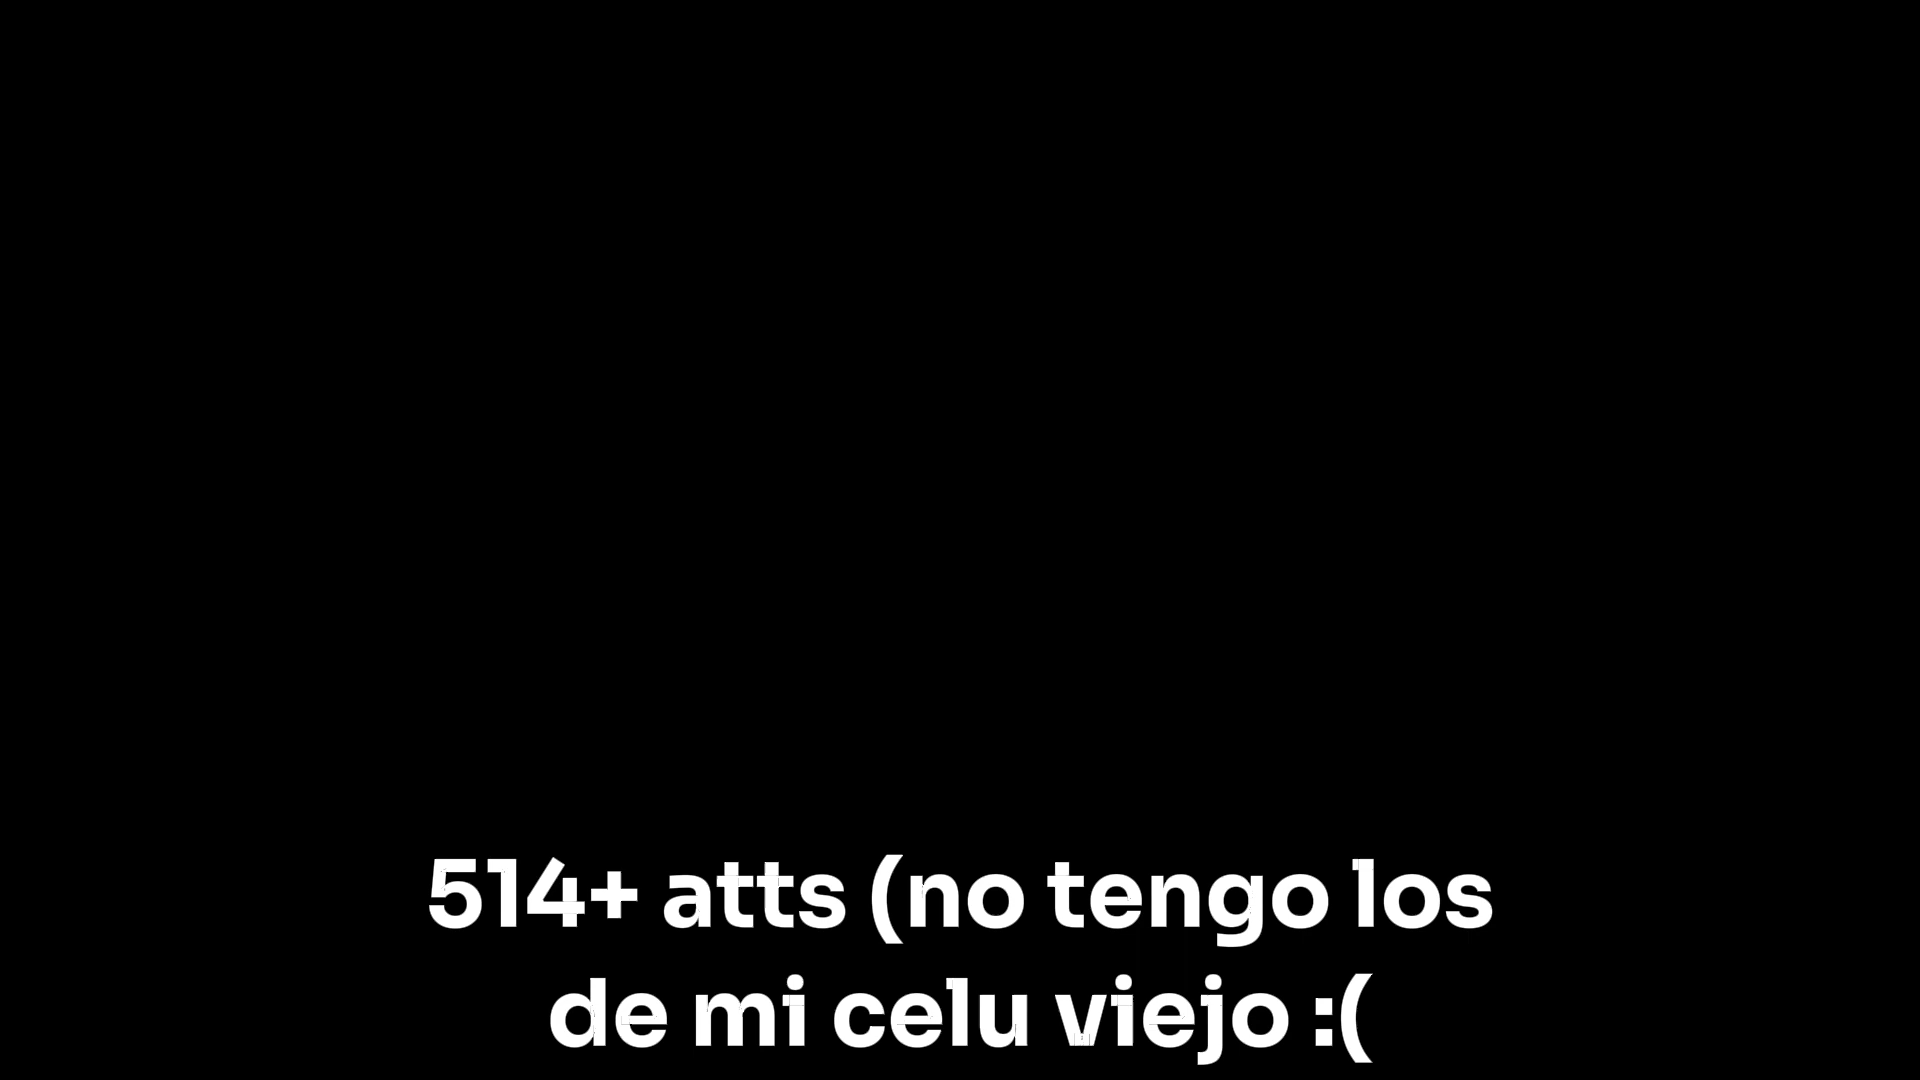 514+ atts (no tengo los
de mi celu viejo :(